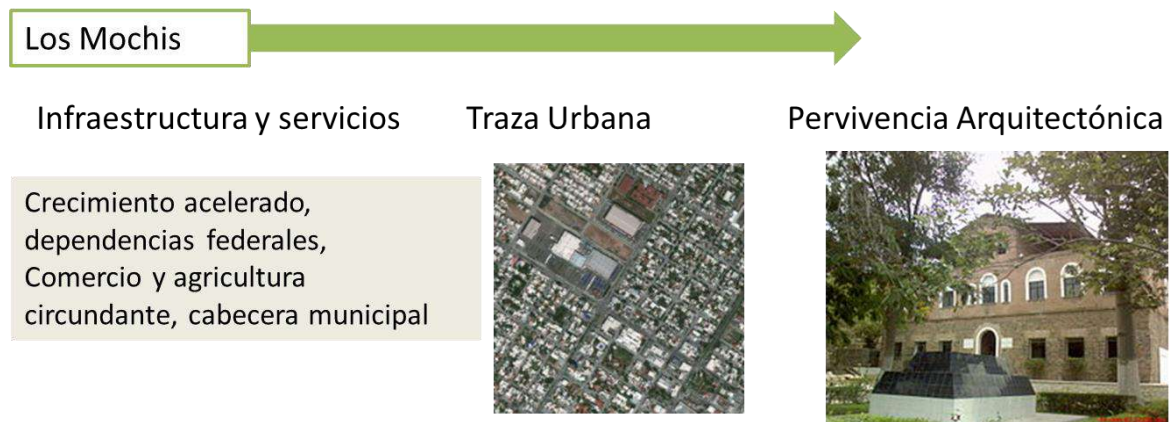 Los Mochis
Infraestructura y servicios
Traza Urbana
Pervivencia Arquitectónica
Crecimiento acelerado,
dependencias federales,
Comercio y agricultura
circundante, cabecera municipal